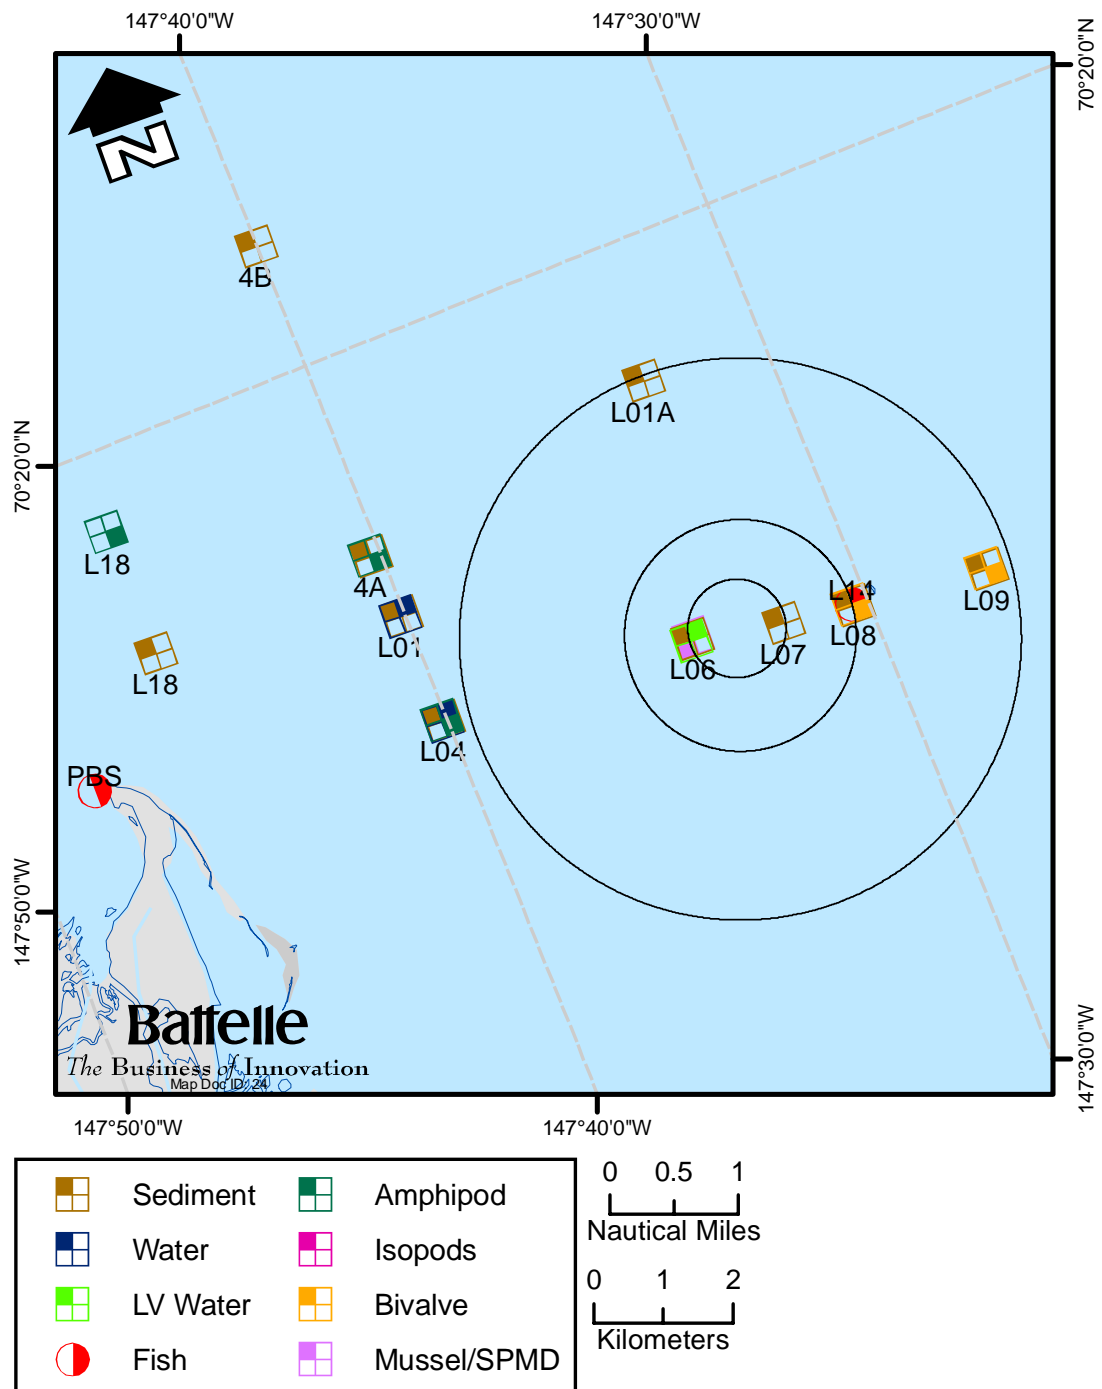 147°40'0"W
147°30'0"W
70°20'0"N
N
4B
L01A
70°20'0"N
L18
4A
L14
L09
L01
L08
L07
L06
L18
L04
PBS
147°50'0"W
Battelle
The Business of Innovation
Map Doc ID: 24
147°30'0"W
147°50'0"W
147°40'0"W
Sediment
Amphipod
Water
Isopods
LV Water
Bivalve
Fish
Mussel/SPMD
0 0.5 1
Nautical Miles
0 1 2
Kilometers